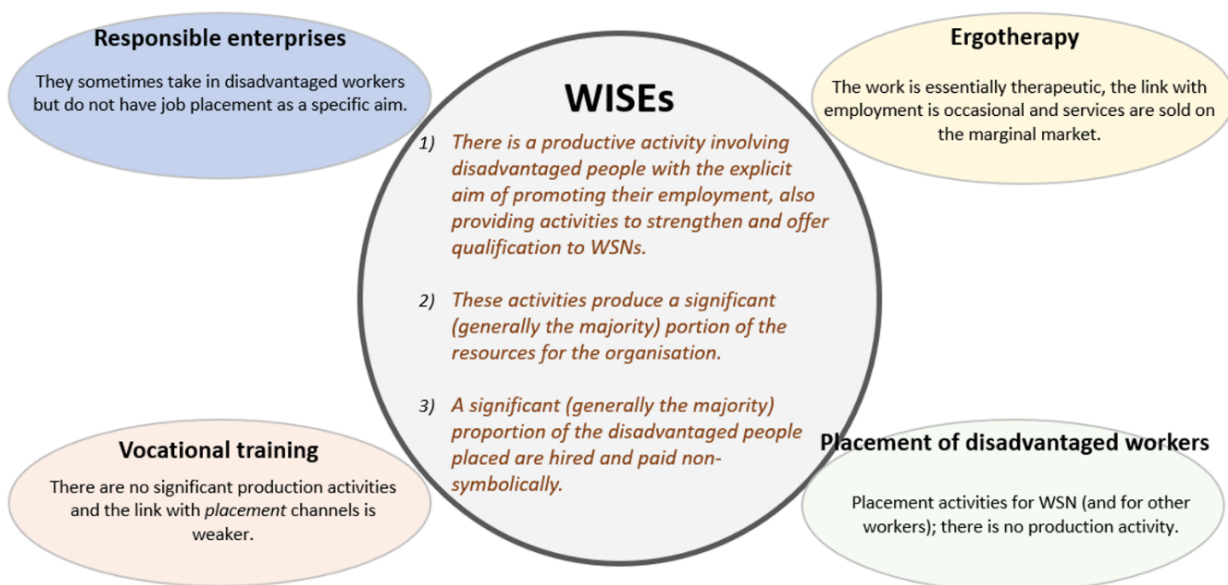 Responsible enterprises
They sometimes take in disadvantaged workers
but do not have job placement as a specific aim.
Ergotherapy
The work is essentially therapeutic, the link with
employment is occasional and services are sold on
the marginal market.
WISEs
1) There is a productive activity involving
disadvantaged people with the explicit
aim of promoting their employment, also
providing activities to strengthen and offer
qualification to WSNs.
2) These activities produce a significant
(generally the majority) portion of the
resources for the organisation.
3) A significant (generally the majority)
proportion of the disadvantaged people
placed are hired and paid non-
symbolically.
Vocational training
There are no significant production activities
and the link with placement channels is
weaker.
Placement of disadvantaged workers
Placement activities for WSN (and for other
workers); there is no production activity.